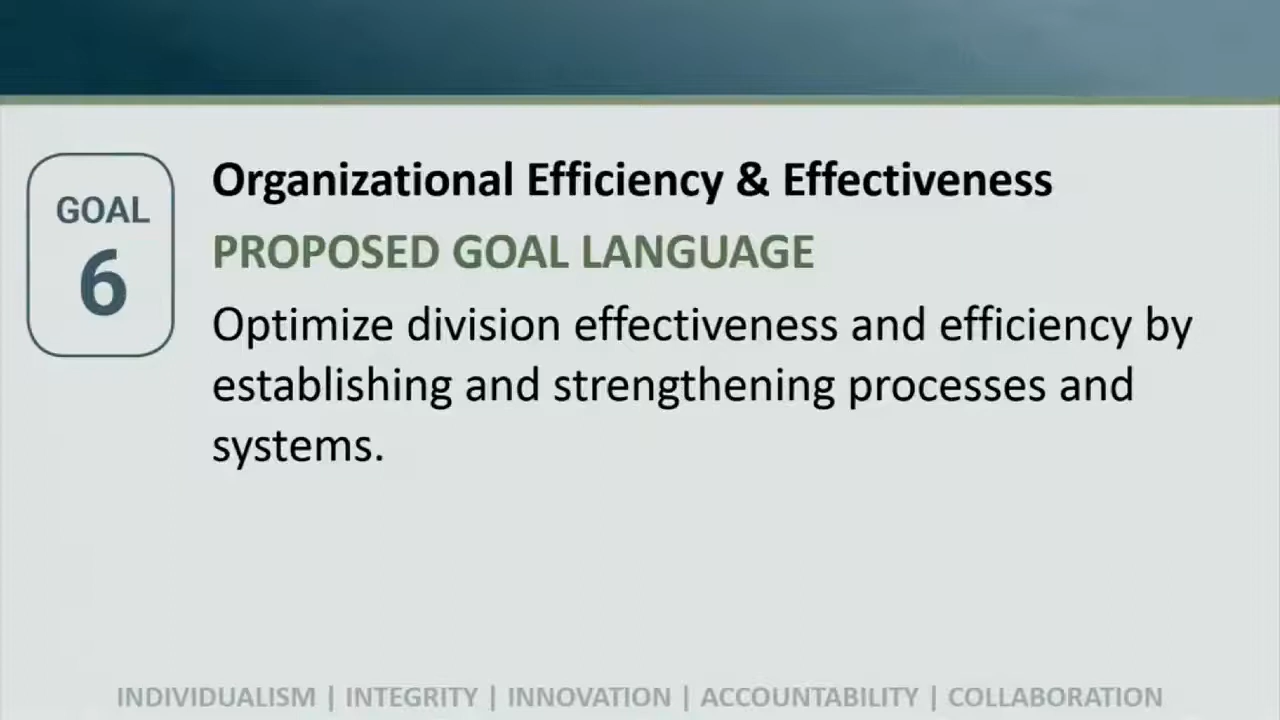 GOAL
6
Organizational Efficiency & Effectiveness
PROPOSED GOAL LANGUAGE
Optimize division effectiveness and efficiency by
establishing and strengthening processes and
systems.
INDIVIDUALISM | INTEGRITY | INNOVATION | ACCOUNTABILITY | COLLABORATION